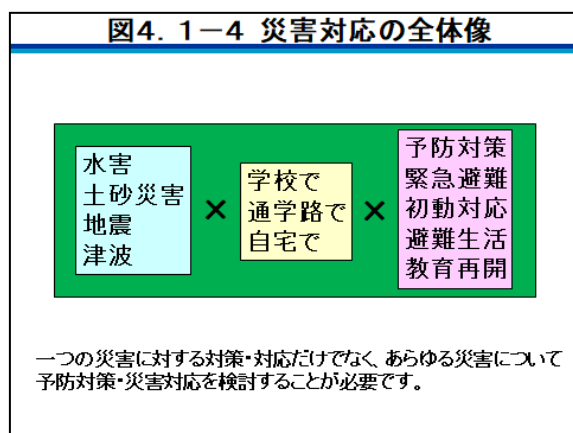 図4.1－4 災害対応の全体像
水害
土砂災害
地震
津波
×
学校で
通学路で
自宅で
×
予防対策
緊急避難
初動対応
避難生活
教育再開
一つの災害に対する対策・対応だけでなく、あらゆる災害について
予防対策・災害対応を検討することが必要です。